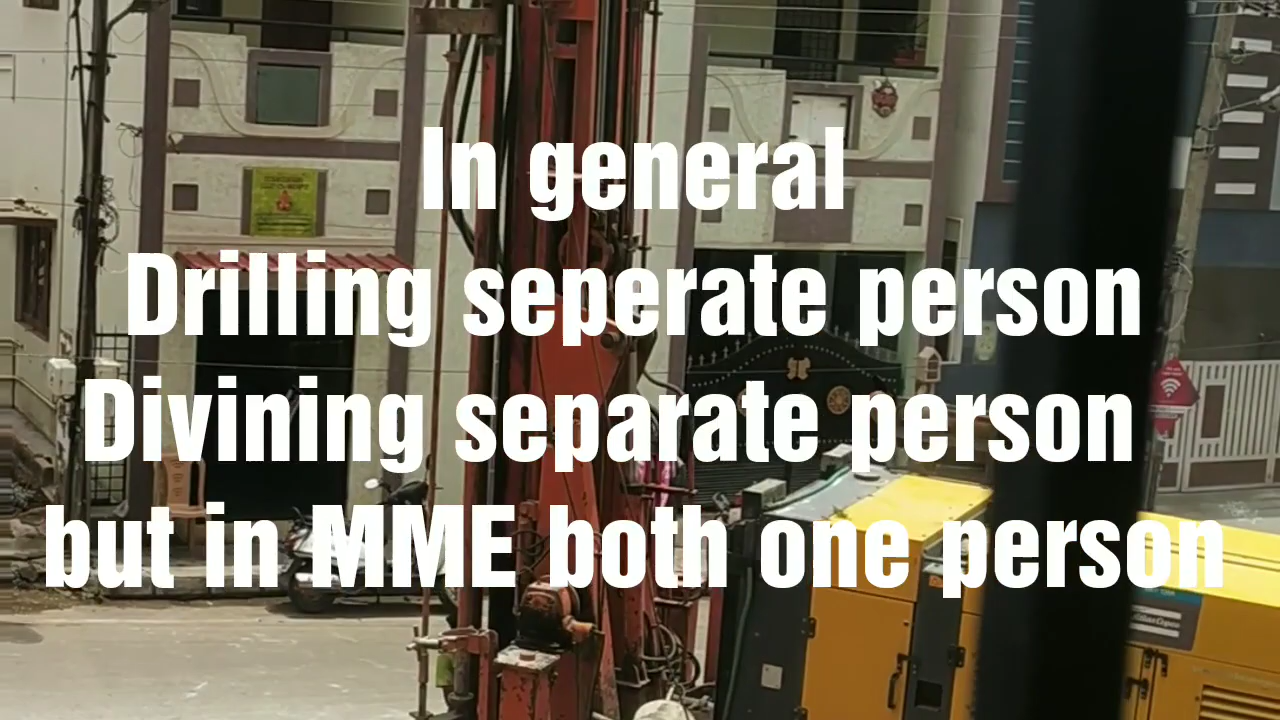 In general
Drilling seperate person
Divining separate person
but in MME both one person